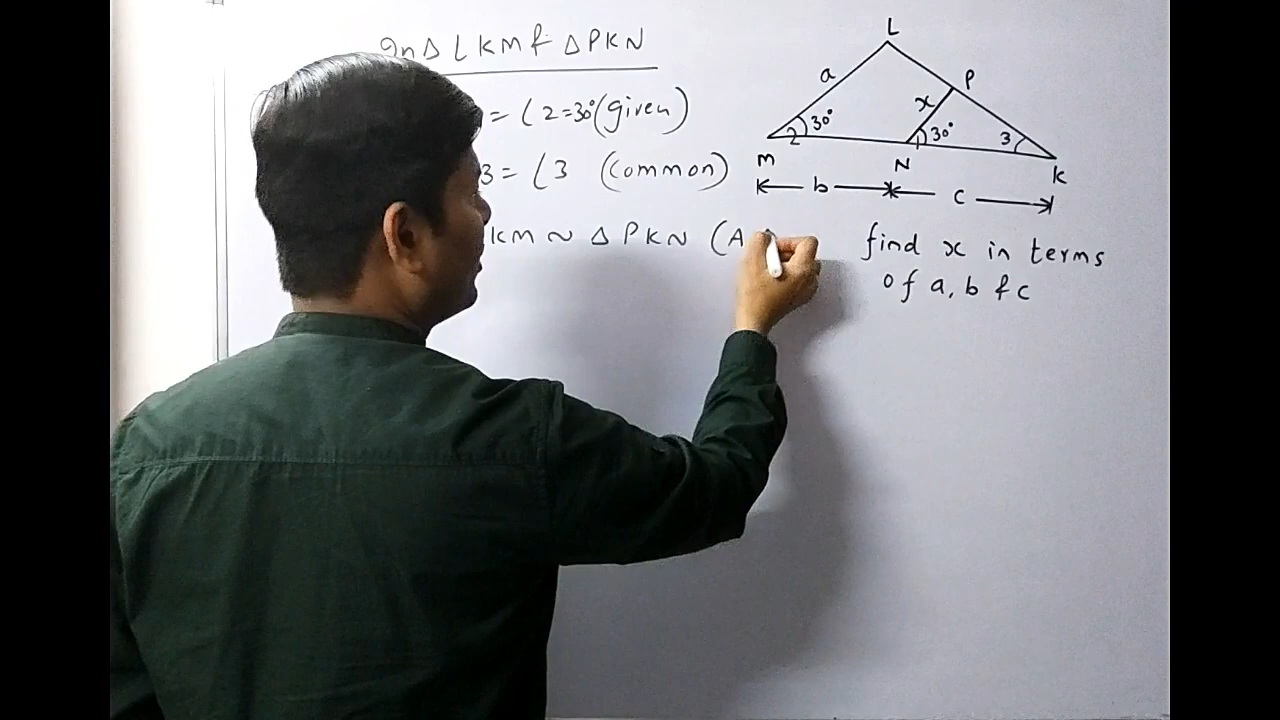 In Δ LKM & Δ PKN
= ∠2 = 30° (given)
3 = ∠3 (common)
KM ~ Δ PKN (A
L
a
P
x
30°
2
30°
1
3
M
N
K
b
c
find x in terms
of a, b & c